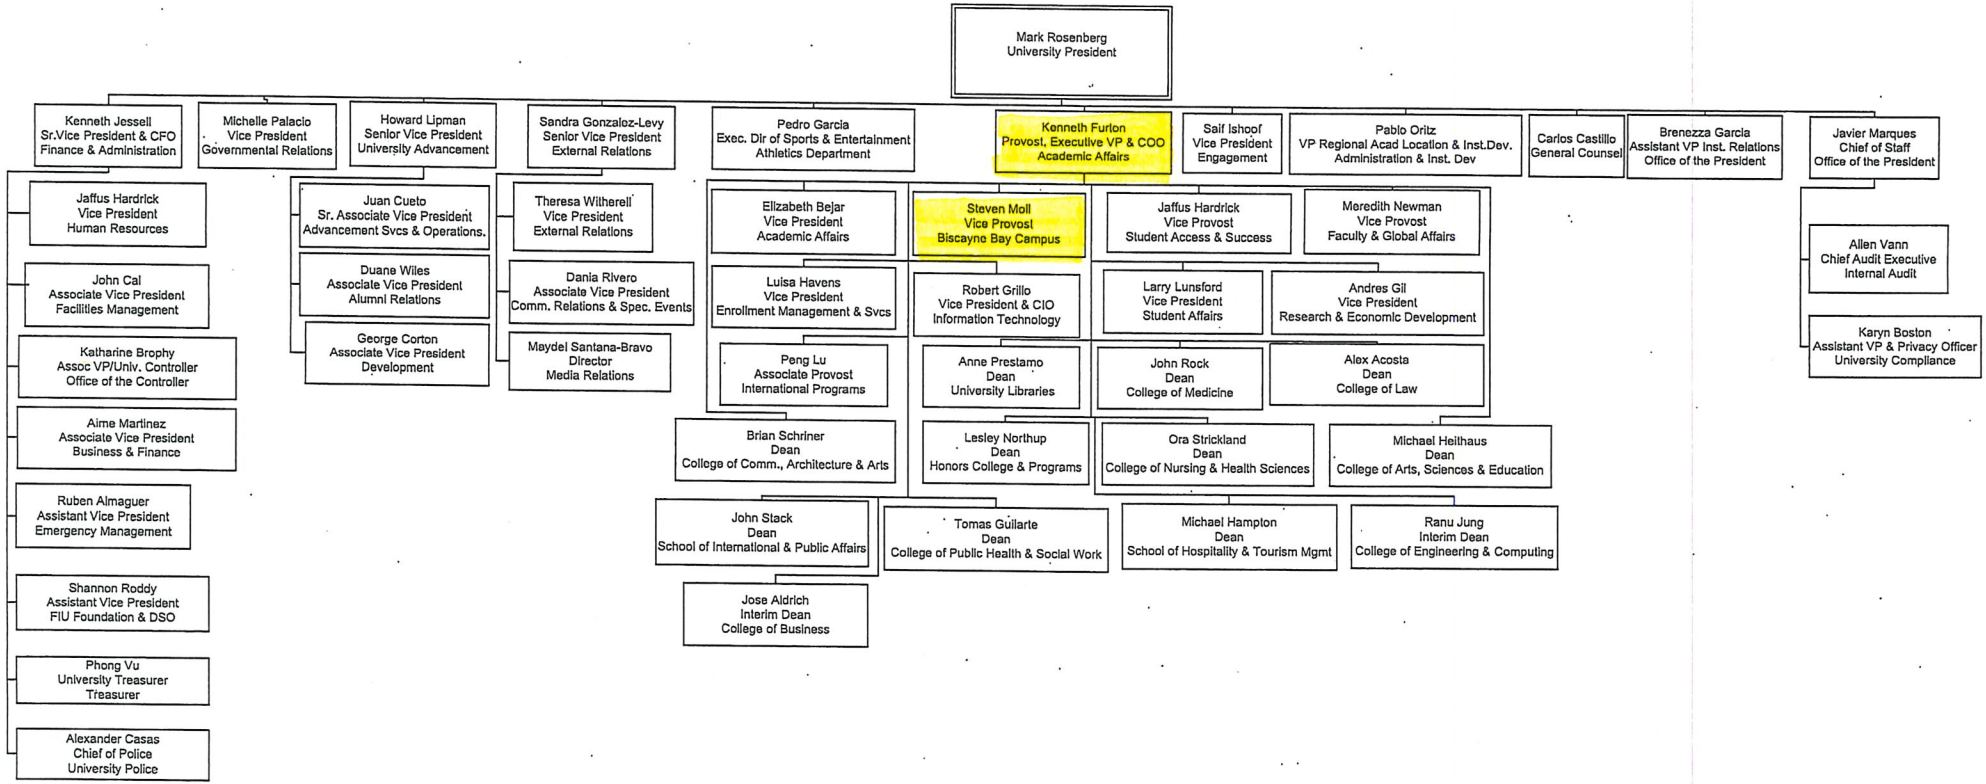 Mark Rosenberg
University President
Kenneth Jessell
Sr.Vice President & CFO
Finance & Administration
Michelle Palacio
Vice President
Governmental Relations
Howard Lipman
Senior Vice President
University Advancement
Sandra Gonzalez-Levy
Senior Vice President
External Relations
Pedro Garcia
Exec. Dir of Sports & Entertainment
Athletics Department
Kenneth Furton
Provost, Executive VP & COO
Academic Affairs
Saif Ishoof
Vice President
Engagement
Pablo Oritz
VP Regional Acad Location & Inst.Dev.
Administration & Inst. Dev
Carlos Castillo
General Counsel
Brenezza Garcia
Assistant VP Inst. Relations
Office of the President
Javier Marques
Chief of Staff
Office of the President
Jaffus Hardrick
Vice President
Human Resources
John Cal
Associate Vice President
Facilities Management
Katharine Brophy
Assoc VP/Univ. Controller
Office of the Controller
Aime Martinez
Associate Vice President
Business & Finance
Ruben Almaguer
Assistant Vice President
Emergency Management
Shannon Roddy
Assistant Vice President
FIU Foundation & DSO
Phong Vu
University Treasurer
Treasurer
Alexander Casas
Chief of Police
University Police
Juan Cueto
Sr. Associate Vice President
Advancement Svcs & Operations.
Duane Wiles
Associate Vice President
Alumni Relations
George Corton
Associate Vice President
Development
Theresa Witherell
Vice President
External Relations
Dania Rivero
Associate Vice President
Comm. Relations & Spec. Events
Maydel Santana-Bravo
Director
Media Relations
Elizabeth Bejar
Vice President
Academic Affairs
Steven Moll
Vice Provost
Biscayne Bay Campus
Jaffus Hardrick
Vice Provost
Student Access & Success
Meredith Newman
Vice Provost
Faculty & Global Affairs
Luisa Havens
Vice President
Enrollment Management & Svcs
Robert Grillo
Vice President & CIO
Information Technology
Larry Lunsford
Vice President
Student Affairs
Andres Gil
Vice President
Research & Economic Development
Peng Lu
Associate Provost
International Programs
Anne Prestamo
Dean
University Libraries
John Rock
Dean
College of Medicine
Alex Acosta
Dean
College of Law
Brian Schriner
Dean
College of Comm., Architecture & Arts
Lesley Northup
Dean
Honors College & Programs
Ora Strickland
Dean
College of Nursing & Health Sciences
Michael Heithaus
Dean
College of Arts, Sciences & Education
John Stack
Dean
School of International & Public Affairs
Tomas Guilarte
Dean
College of Public Health & Social Work
Michael Hampton
Dean
School of Hospitality & Tourism Mgmt
Ranu Jung
Interim Dean
College of Engineering & Computing
Jose Aldrich
Interim Dean
College of Business
Allen Vann
Chief Audit Executive
Internal Audit
Karyn Boston
Assistant VP & Privacy Officer
University Compliance